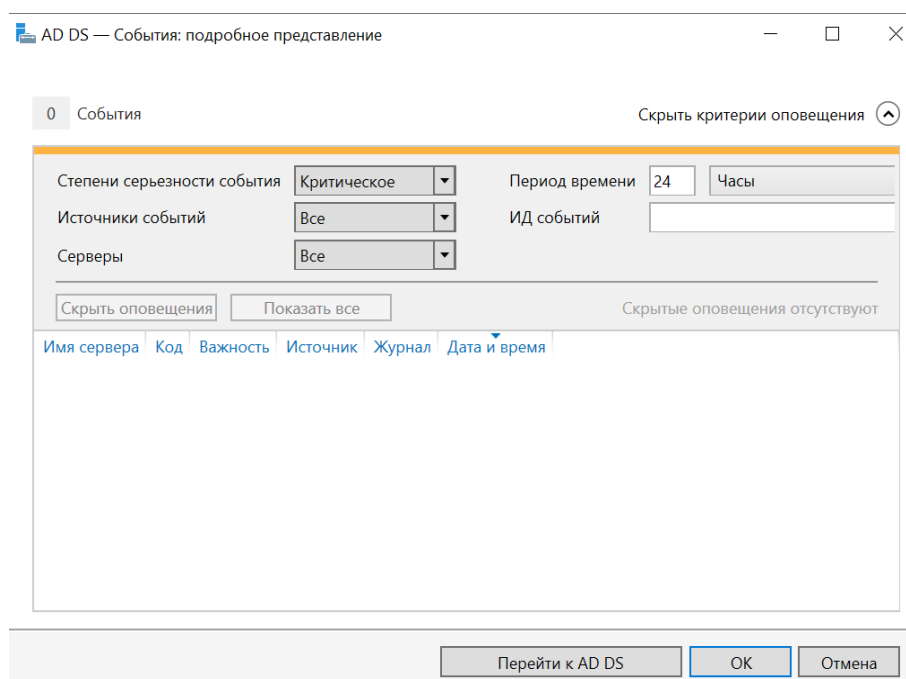 AD DS — События: подробное представление
0 События Скрыть критерии оповещения
Степени серьезности события Критическое Период времени 24 Часы
Источники событий Все ИД событий
Серверы Все
Скрыть оповещения Показать все Скрытые оповещения отсутствуют
Имя сервера Код Важность Источник Журнал Дата и время
Перейти к AD DS OK Отмена